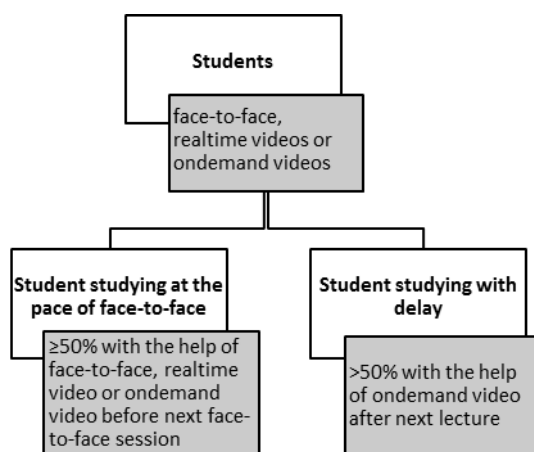 Students
face-to-face,
realtime videos or
ondemand videos
Student studying at the
pace of face-to-face
≥50% with the help of
face-to-face, realtime
video or ondemand
video before next face-
to-face session
Student studying with
delay
>50% with the help
of ondemand video
after next lecture